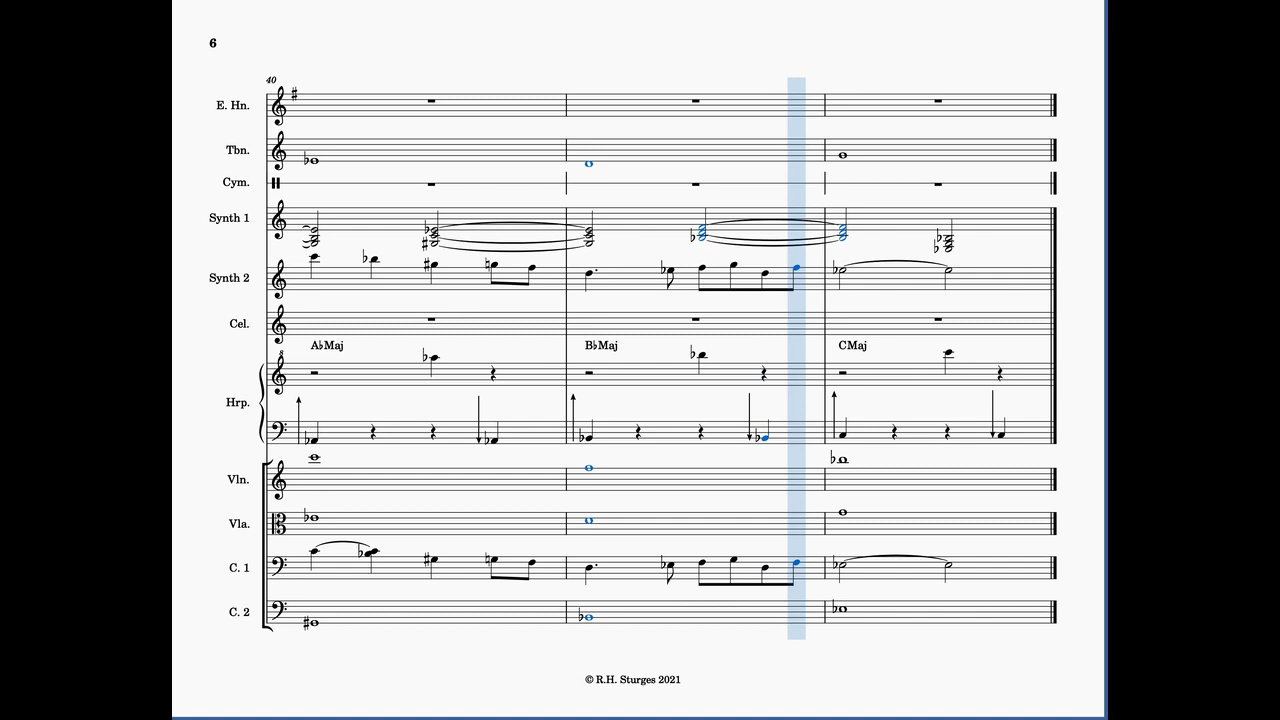 6
40
E. Hn.
Tbn.
Cym.
Synth 1
Synth 2
Cel.
A♭Maj B♭Maj CMaj
8
Hrp.
Vln.
Vla.
C. 1
C. 2
© R.H. Sturges 2021